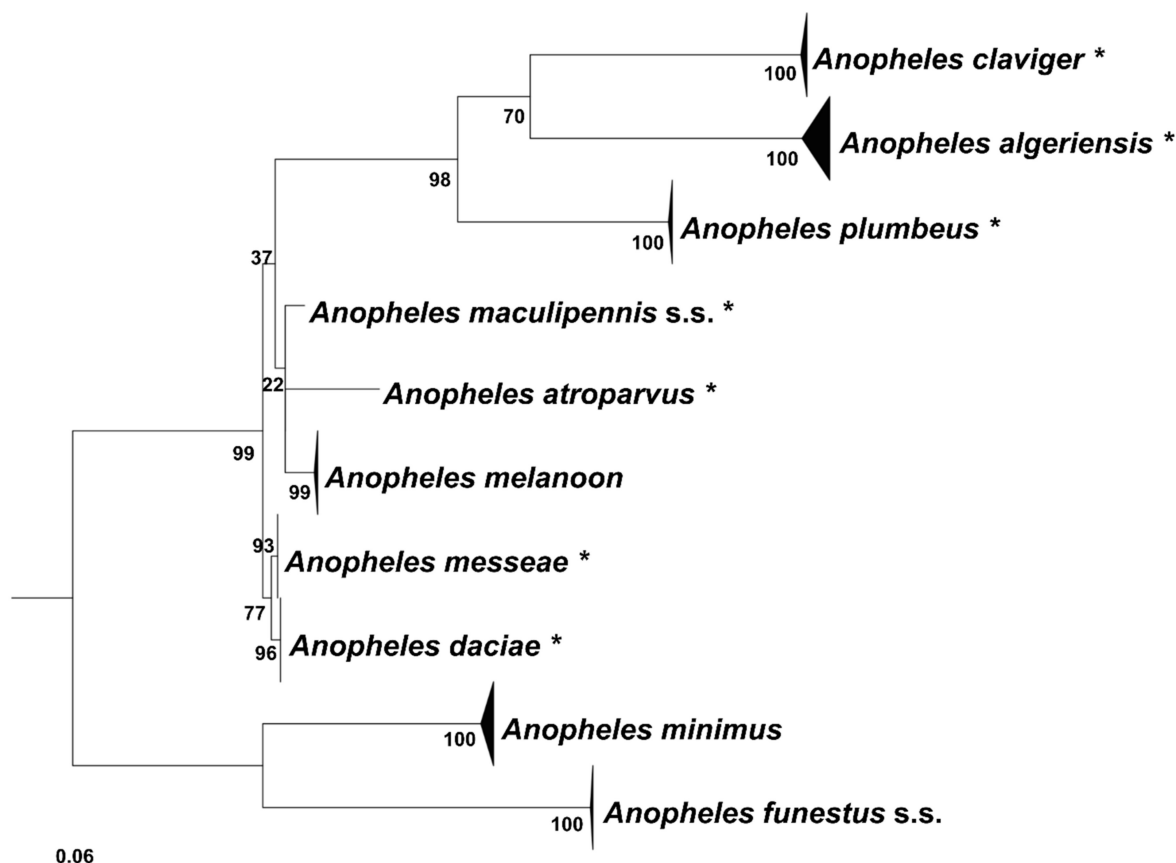 100 Anopheles claviger *
70
100 Anopheles algeriensis *
98
100 Anopheles plumbeus *
37
Anopheles maculipennis s.s. *
22 Anopheles atroparvus *
99
99 Anopheles melanoon
93 Anopheles messeae *
77
96 Anopheles daciae *
100 Anopheles minimus
100 Anopheles funestus s.s.
0.06